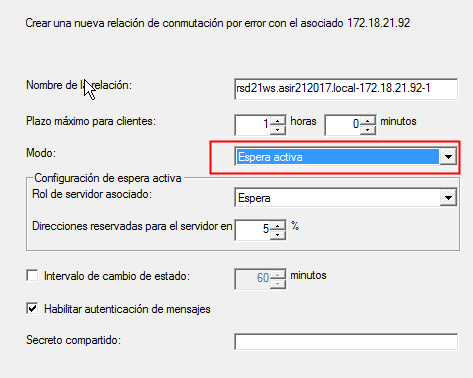 Crear una nueva relación de conmutación por error con el asociado 172.18.21.92
Nombre de la relación: rsd21ws.asir212017.local-172.18.21.92-1
Plazo máximo para clientes: 1 horas 0 minutos
Modo: Espera activa
Configuración de espera activa
Rol de servidor asociado: Espera
Direcciones reservadas para el servidor en 5 %
Intervalo de cambio de estado: 60 minutos
Habilitar autenticación de mensajes
Secreto compartido: